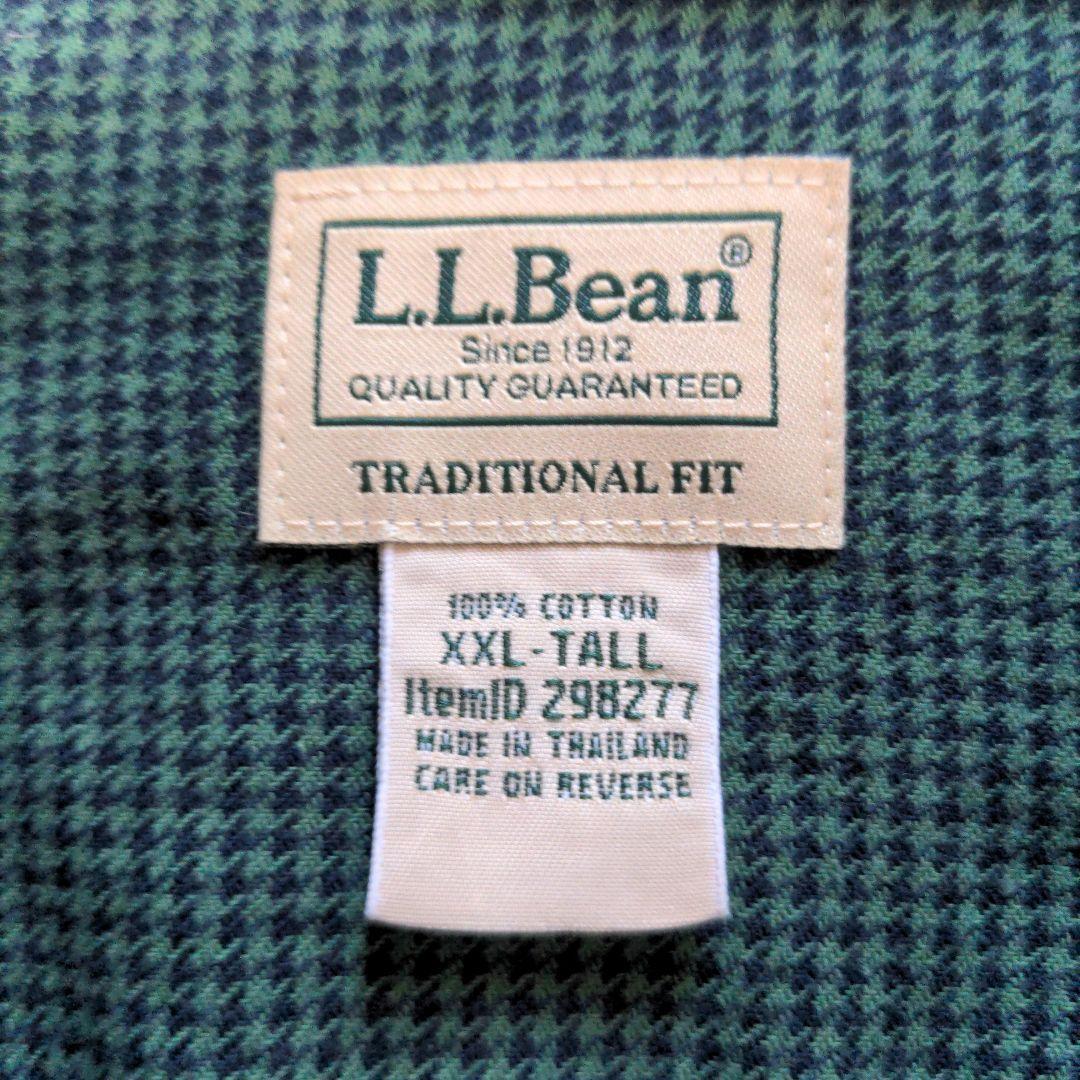 L.L.Bean®
Since 1912
QUALITY GUARANTEED
TRADITIONAL FIT
100% COTTON
XXL-TALL
ItemID 298277
MADE IN THAILAND
CARE ON REVERSE